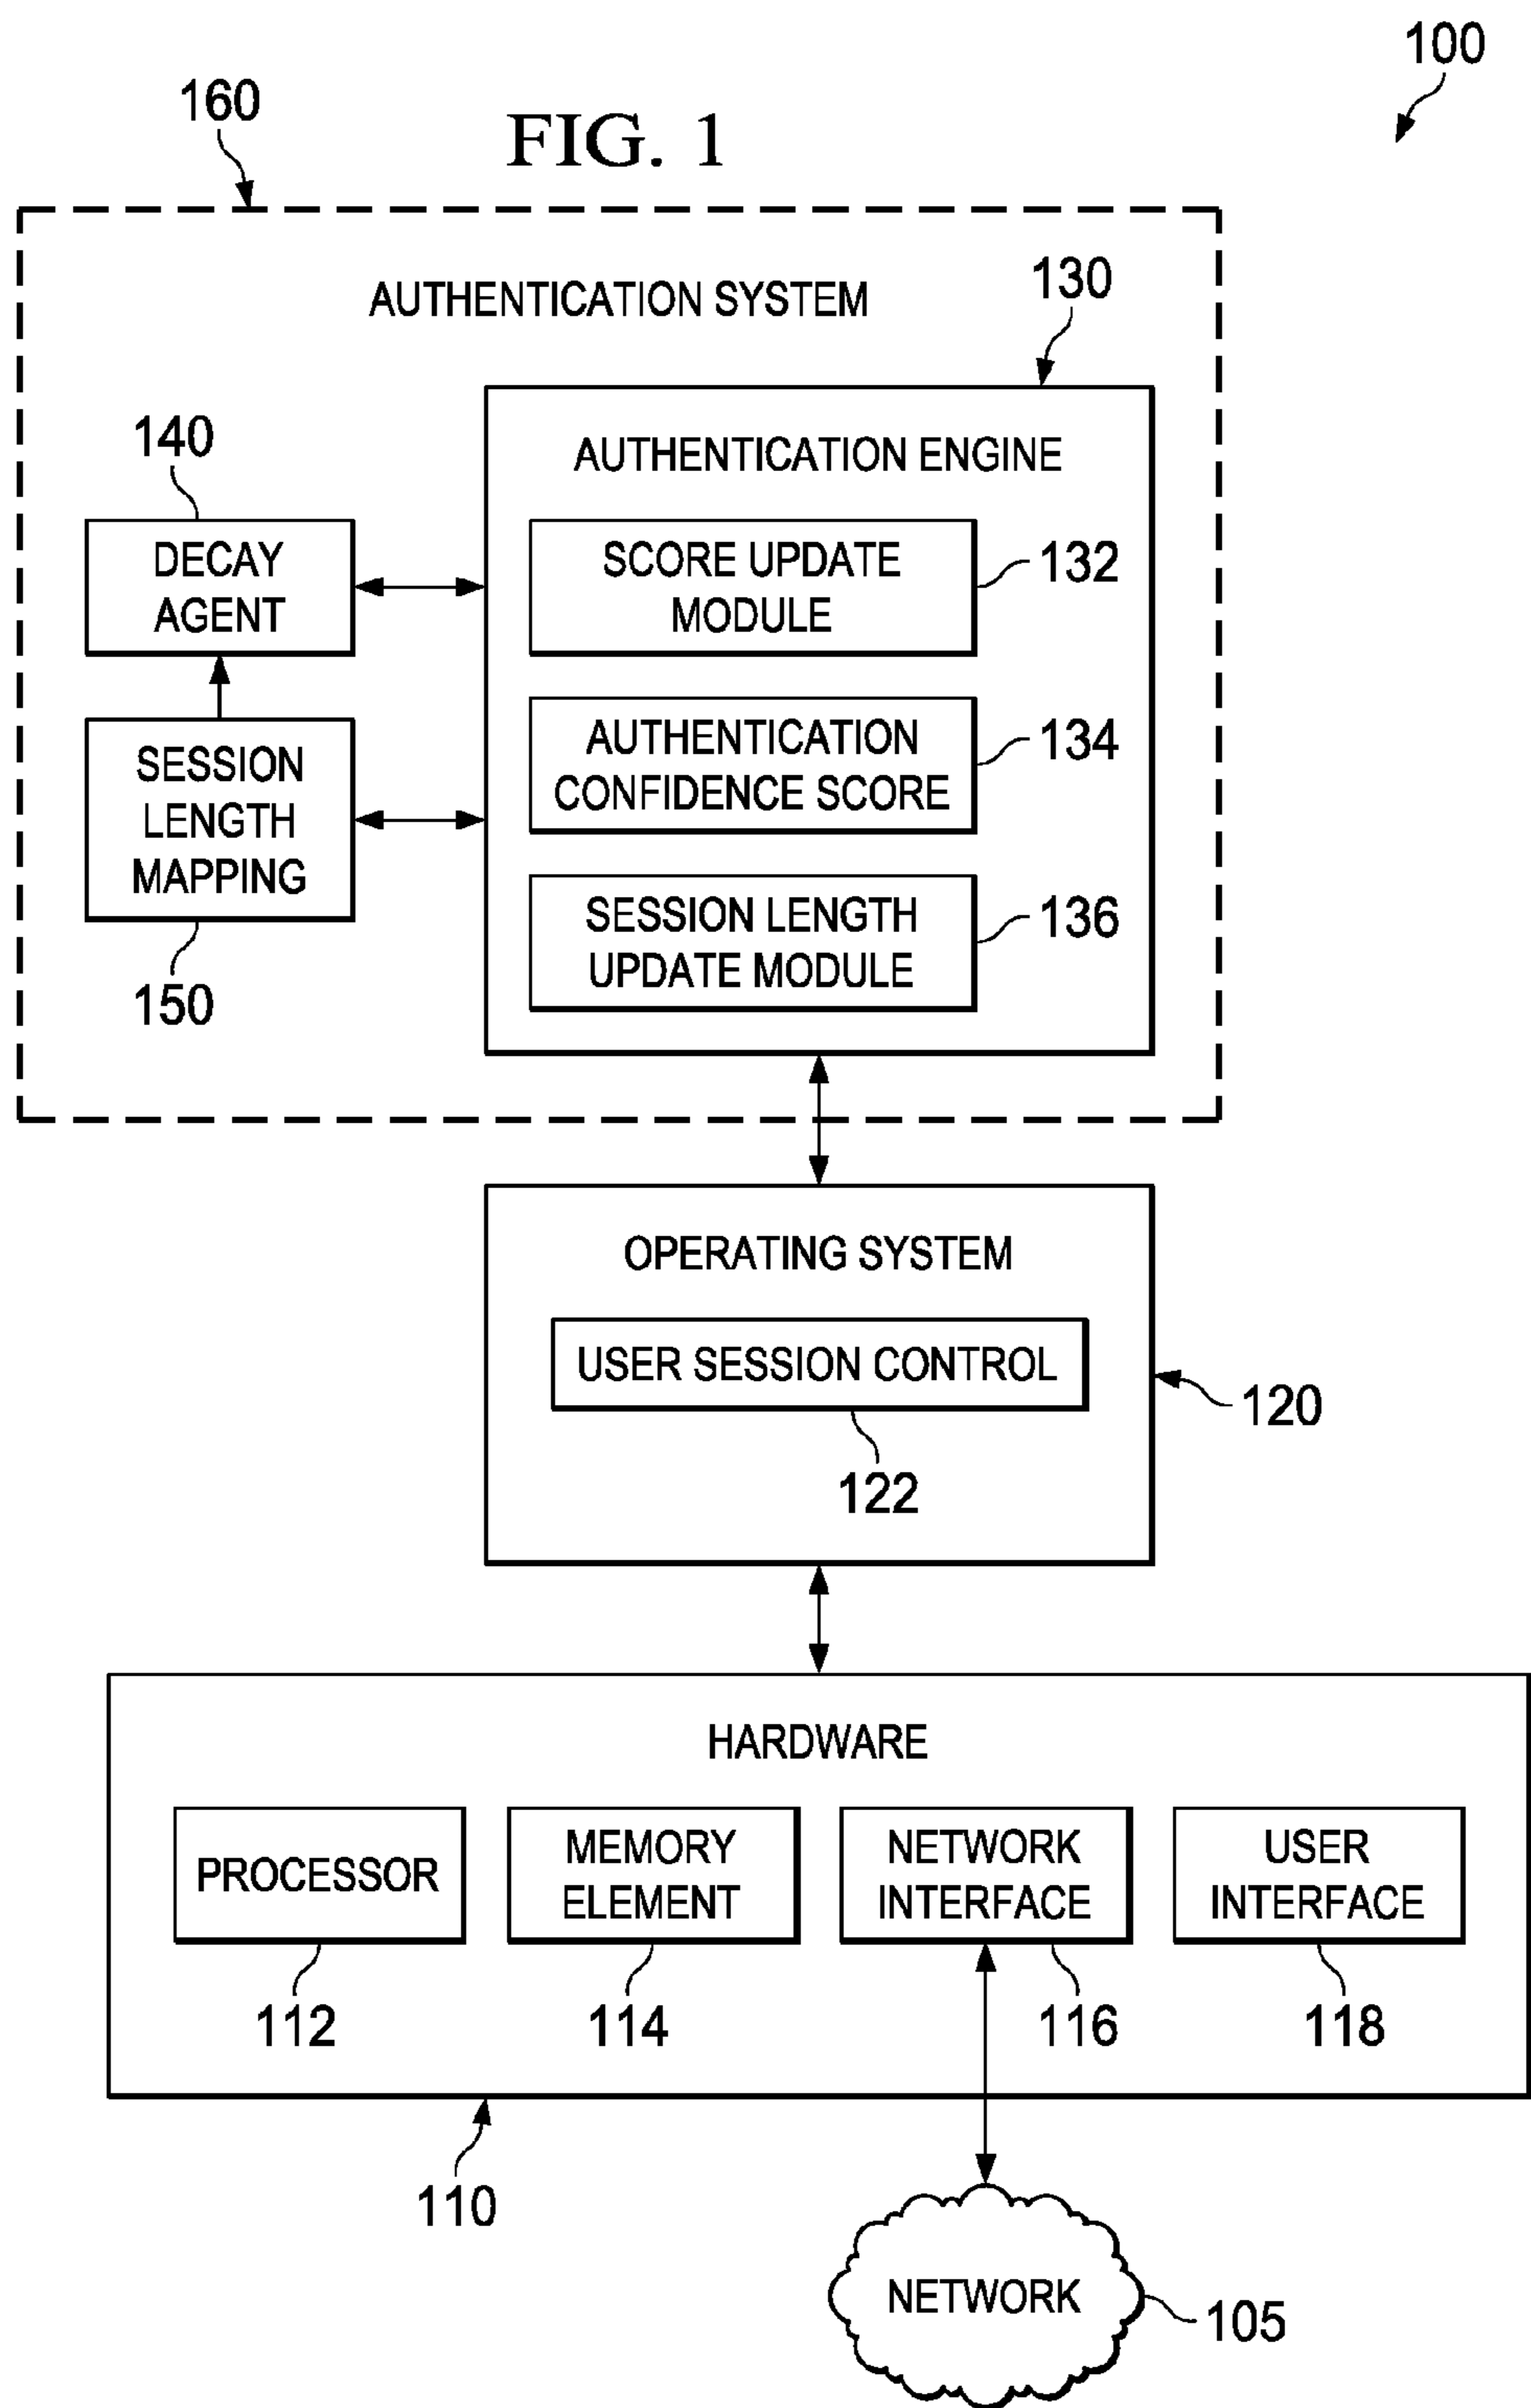 100
160
FIG. 1
AUTHENTICATION SYSTEM
130
140
AUTHENTICATION ENGINE
DECAY
AGENT
SCORE UPDATE
MODULE
132
SESSION
LENGTH
MAPPING
AUTHENTICATION
CONFIDENCE SCORE
134
150
SESSION LENGTH
UPDATE MODULE
136
OPERATING SYSTEM
USER SESSION CONTROL
120
122
HARDWARE
PROCESSOR
MEMORY
ELEMENT
NETWORK
INTERFACE
USER
INTERFACE
112
114
116
118
110
NETWORK
105